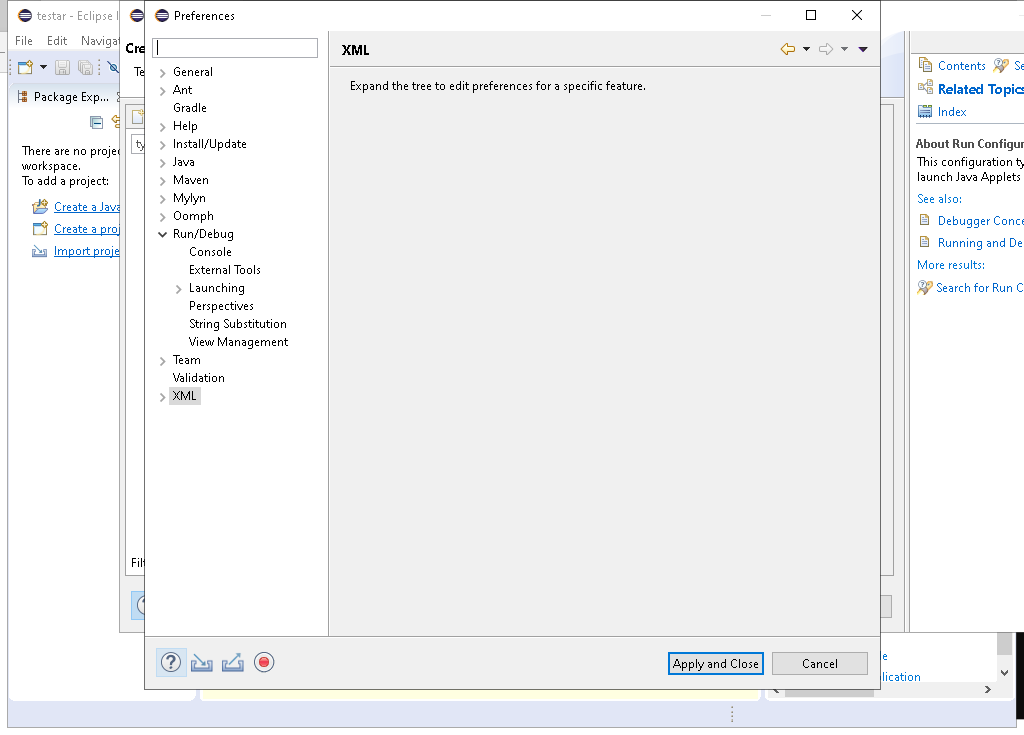 testar - Eclipse I
Preferences
File Edit Navigat
Cre
XML
Te
Contents Se
Package Exp...
General
Expand the tree to edit preferences for a specific feature.
Related Topics
Ant
Gradle
Index
Help
There are no projec
ty
Install/Update
About Run Configur
workspace.
Java
This configuration ty
To add a project:
Maven
launch Java Applets
Create a Java
Mylyn
See also:
Oomph
Debugger Conce
Create a proj
Run/Debug
Running and De
Import proje
Console
More results:
External Tools
Launching
Search for Run C
Perspectives
String Substitution
View Management
Team
Validation
XML
Filt
Apply and Close
Cancel
le
plication